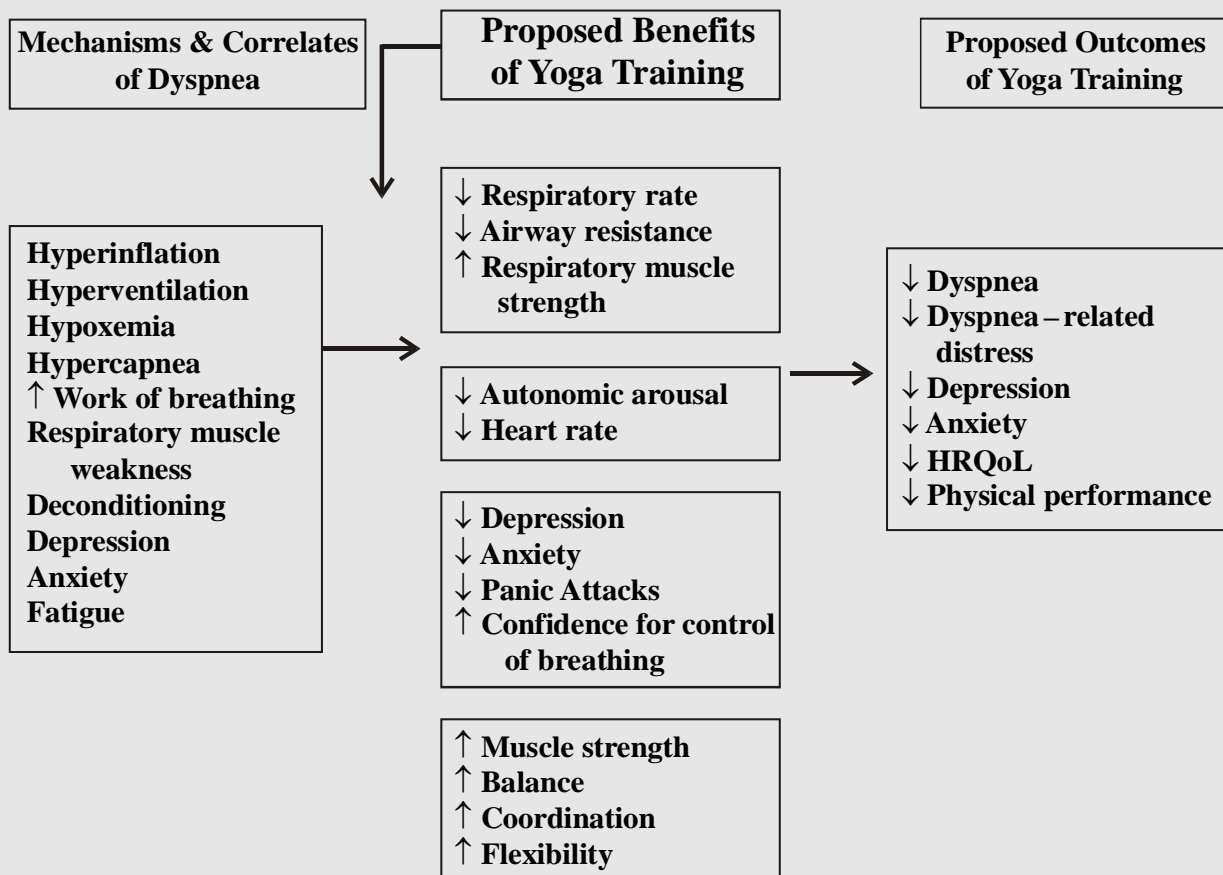 Mechanisms & Correlates
of Dyspnea
Proposed Benefits
of Yoga Training
Proposed Outcomes
of Yoga Training
Hyperinflation
Hyperventilation
Hypoxemia
Hypercapnea
↑ Work of breathing
Respiratory muscle
weakness
Deconditioning
Depression
Anxiety
Fatigue
↓ Respiratory rate
↓ Airway resistance
↑ Respiratory muscle
strength
↓ Autonomic arousal
↓ Heart rate
↓ Depression
↓ Anxiety
↓ Panic Attacks
↑ Confidence for control
of breathing
↑ Muscle strength
↑ Balance
↑ Coordination
↑ Flexibility
↓ Dyspnea
↓ Dyspnea – related
distress
↓ Depression
↓ Anxiety
↓ HRQoL
↓ Physical performance